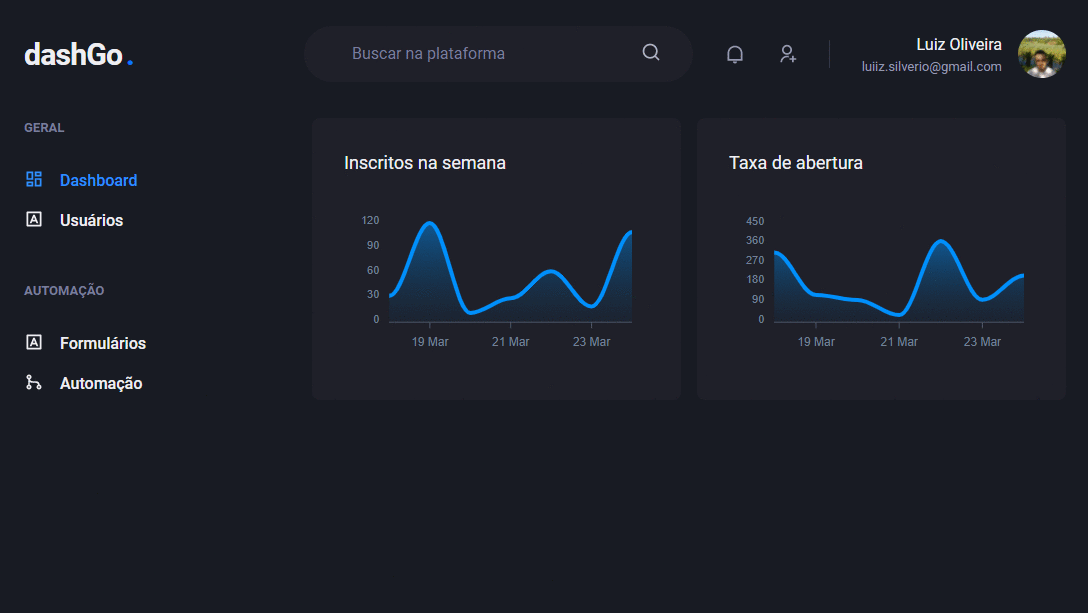 dashGo.
Buscar na plataforma
Luiz Oliveira
luiiz.silverio@gmail.com
GERAL
Dashboard
Usuários
AUTOMAÇÃO
Formulários
Automação
Inscritos na semana
120
90
60
30
0
19 Mar 21 Mar 23 Mar
Taxa de abertura
450
360
270
180
90
0
19 Mar 21 Mar 23 Mar